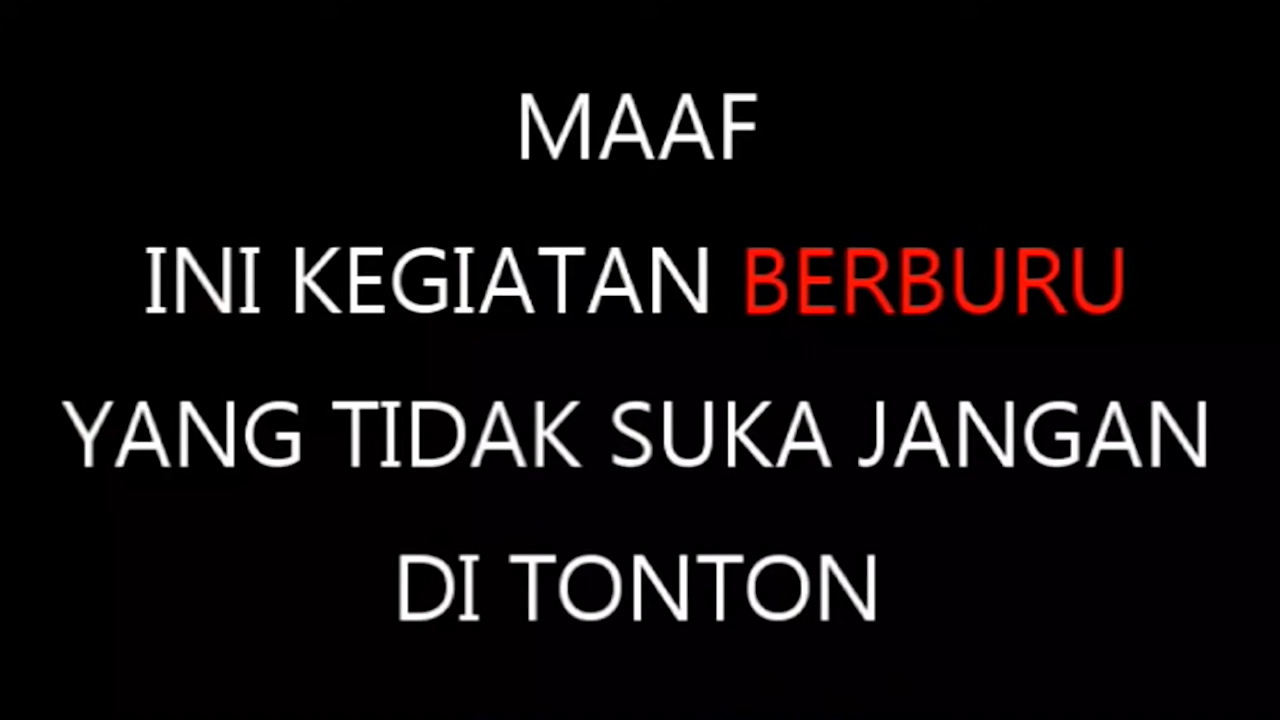 MAAF
INI KEGIATAN BERBURU
YANG TIDAK SUKA JANGAN
DI TONTON